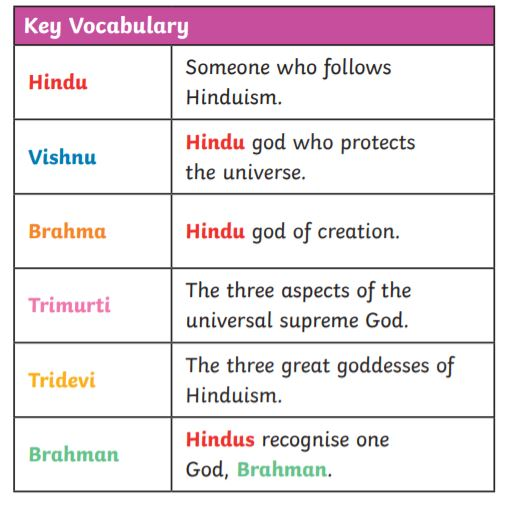 Key Vocabulary
Hindu
Someone who follows
Hinduism.
Vishnu
Hindu god who protects
the universe.
Brahma
Hindu god of creation.
Trimurti
The three aspects of the
universal supreme God.
Tridevi
The three great goddesses of
Hinduism.
Brahman
Hindus recognise one
God, Brahman.